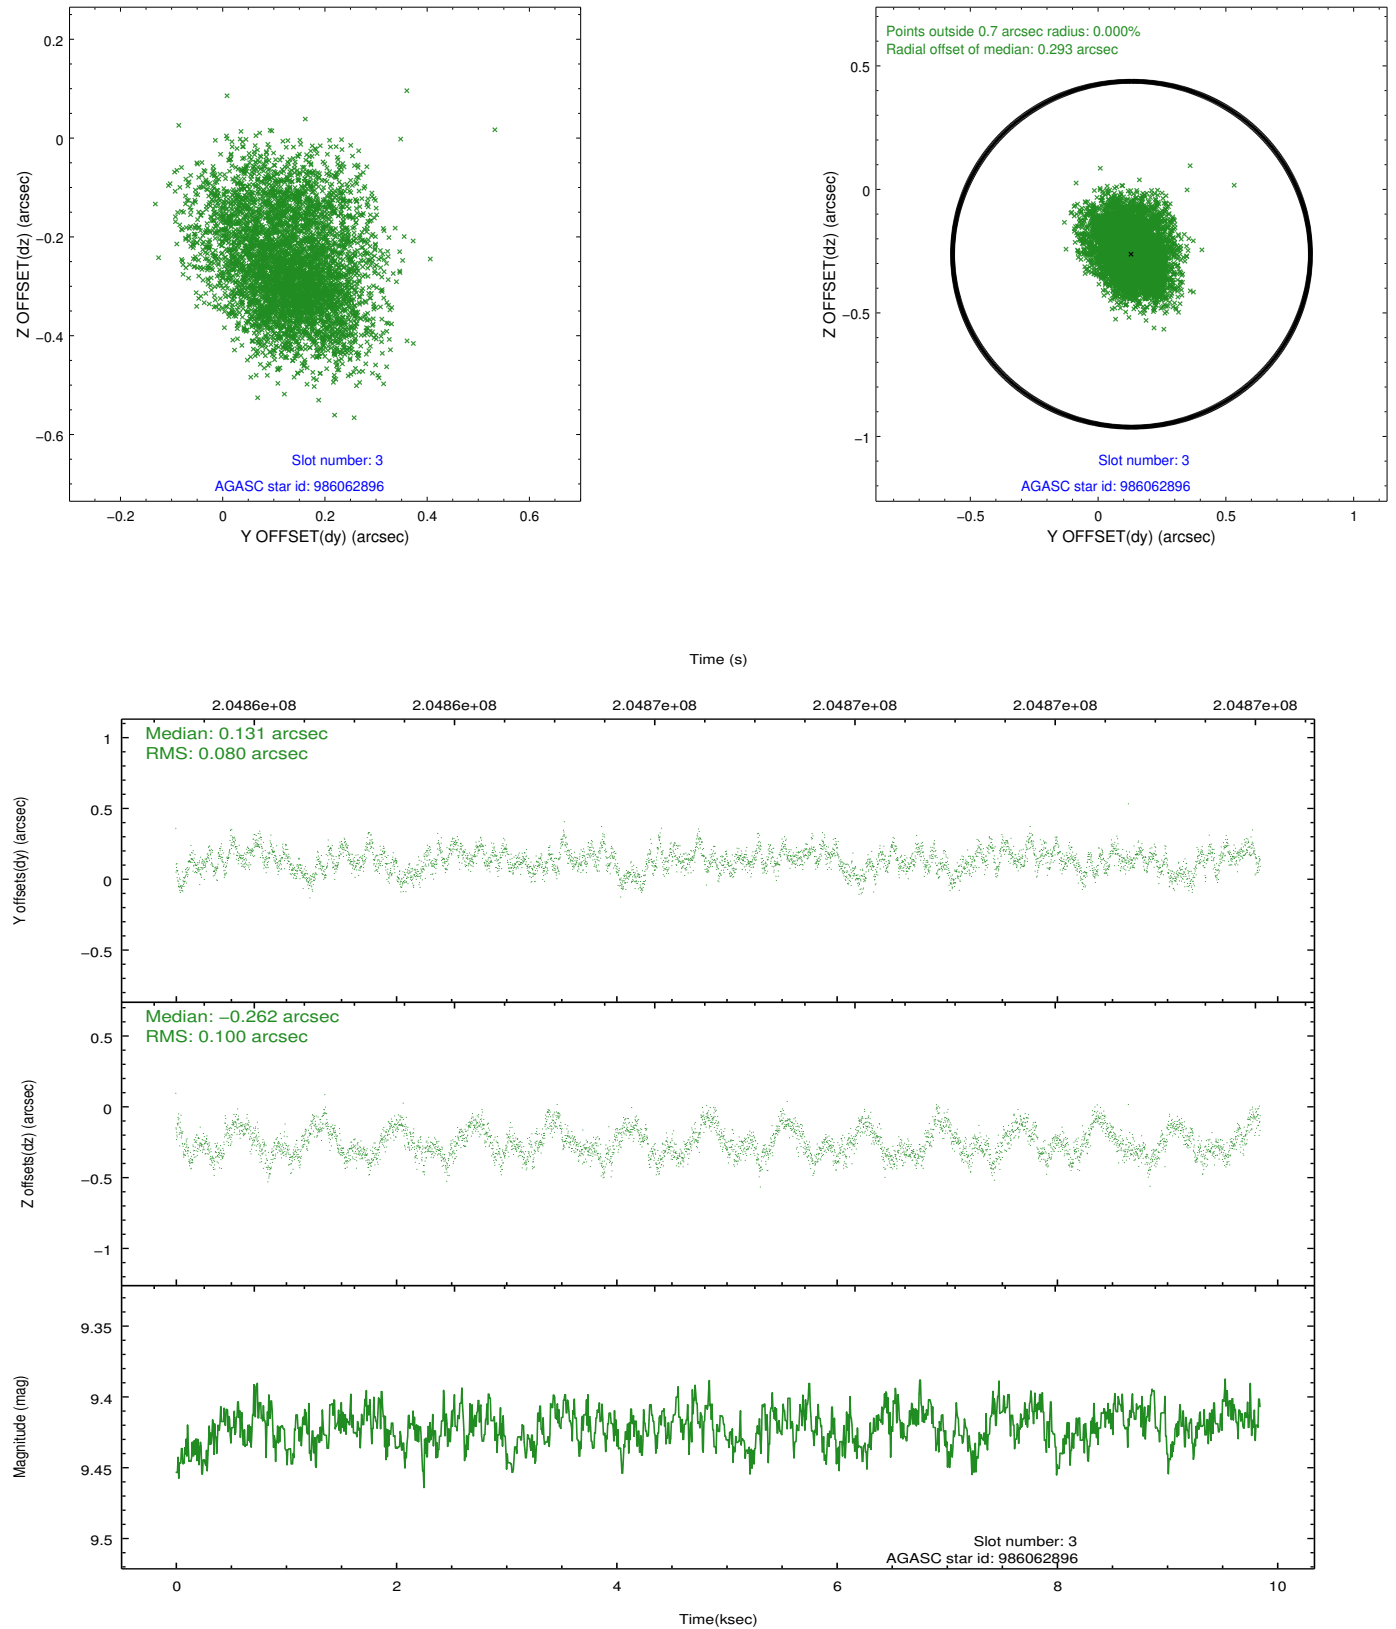 0.2
0
−0.2
−0.4
−0.6
Z OFFSET(dz) (arcsec)
Slot number: 3
AGASC star id: 986062896
−0.2
0
0.2
0.4
0.6
Y OFFSET(dy) (arcsec)
Points outside 0.7 arcsec radius: 0.000%
Radial offset of median: 0.293 arcsec
0.5
0
−0.5
−1
Z OFFSET(dz) (arcsec)
Slot number: 3
AGASC star id: 986062896
−0.5
0
0.5
1
Y OFFSET(dy) (arcsec)
Time (s)
2.0486e+08
2.0486e+08
2.0487e+08
2.0487e+08
2.0487e+08
2.0487e+08
Median: 0.131 arcsec
RMS: 0.080 arcsec
1
0.5
0
−0.5
Y offsets(dy) (arcsec)
Median: −0.262 arcsec
RMS: 0.100 arcsec
0.5
0
−0.5
−1
Z offsets(dz) (arcsec)
9.35
9.4
9.45
9.5
Magnitude (mag)
Slot number: 3
AGASC star id: 986062896
0
2
4
6
8
10
Time(ksec)